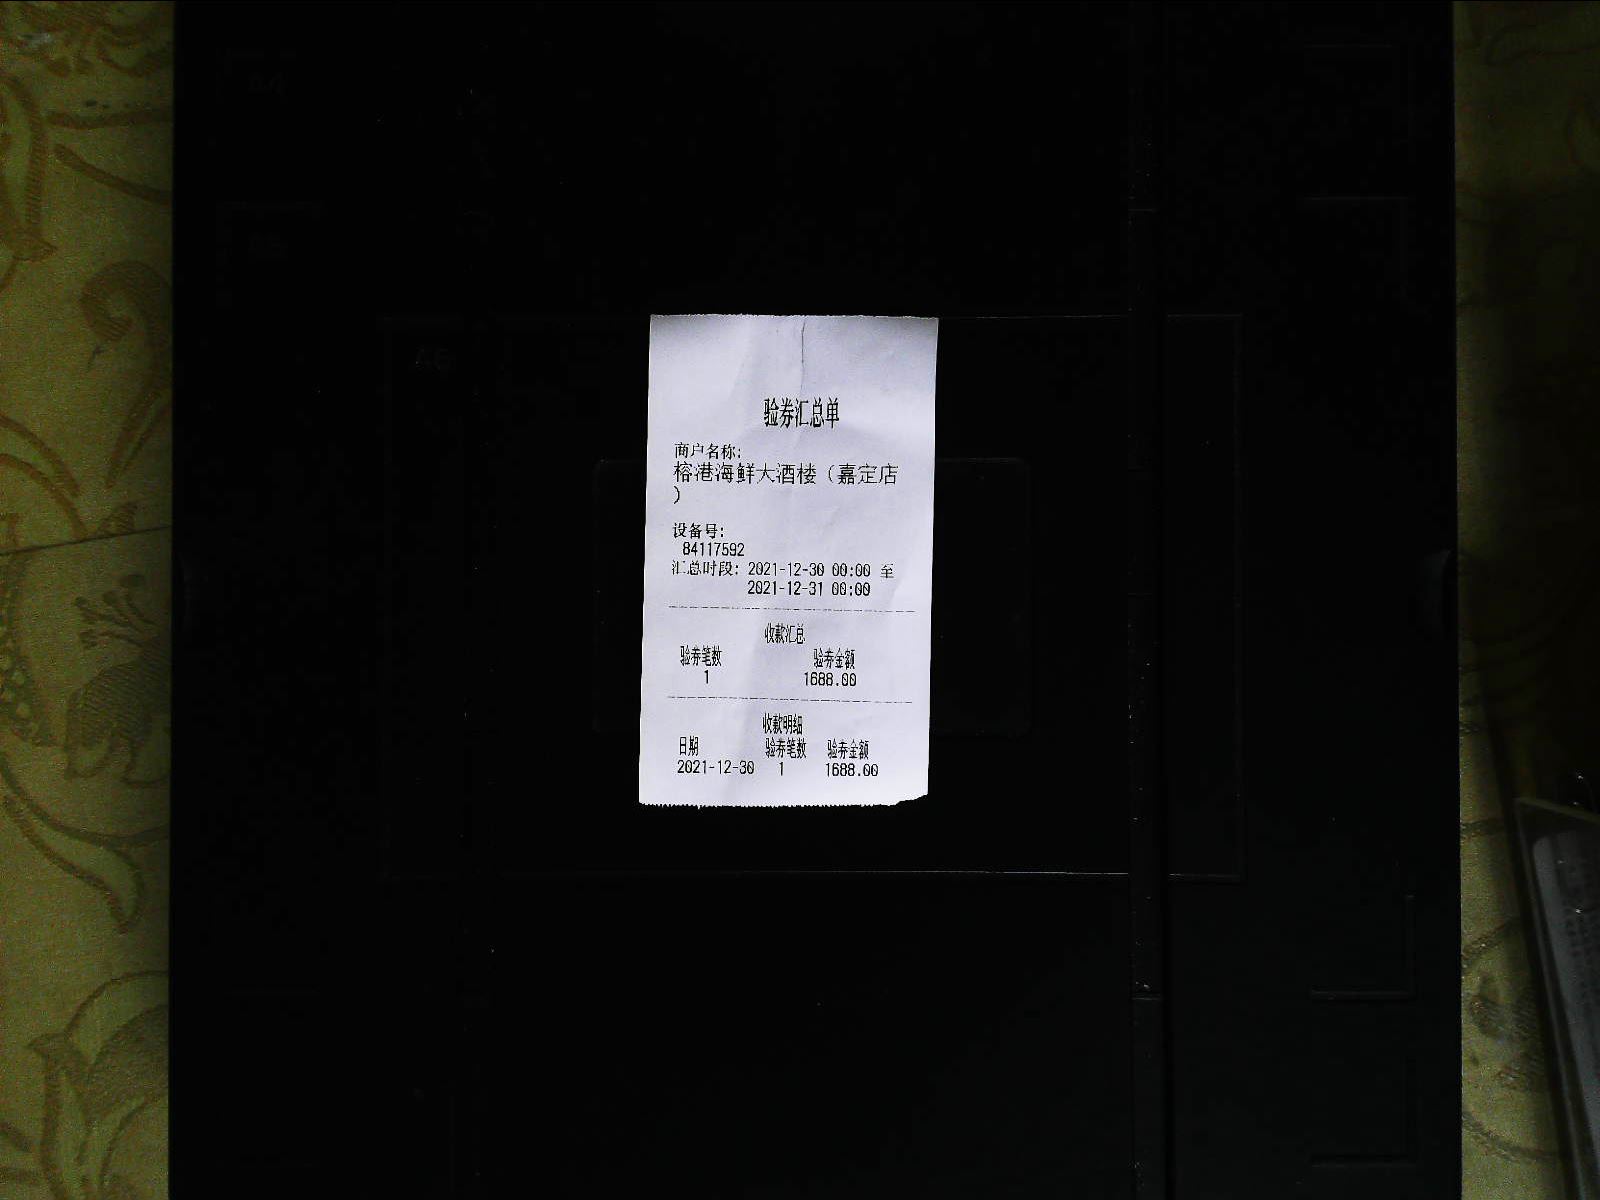 验券汇总单
商户名称:
榕港海鲜大酒楼（嘉定店
）
设备号:
84117592
汇总时段: 2021-12-30 00:00 至
2021-12-31 00:00
收款汇总
验券笔数 验券金额
1 1688.00
收款明细
日期 验券笔数 验券金额
2021-12-30 1 1688.00